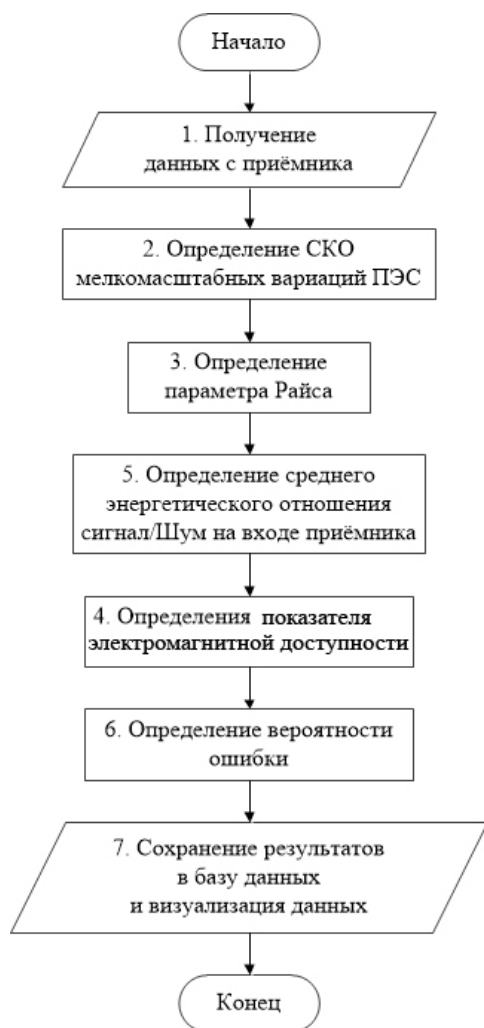 Начало
1. Получение
данных с приёмника
2. Определение СКО
мелкомасштабных вариаций ПЭС
3. Определение
параметра Райса
5. Определение среднего
энергетического отношения
сигнал/Шум на входе приёмника
4. Определения показателя
электромагнитной доступности
6. Определение вероятности
ошибки
7. Сохранение результатов
в базу данных
и визуализация данных
Конец